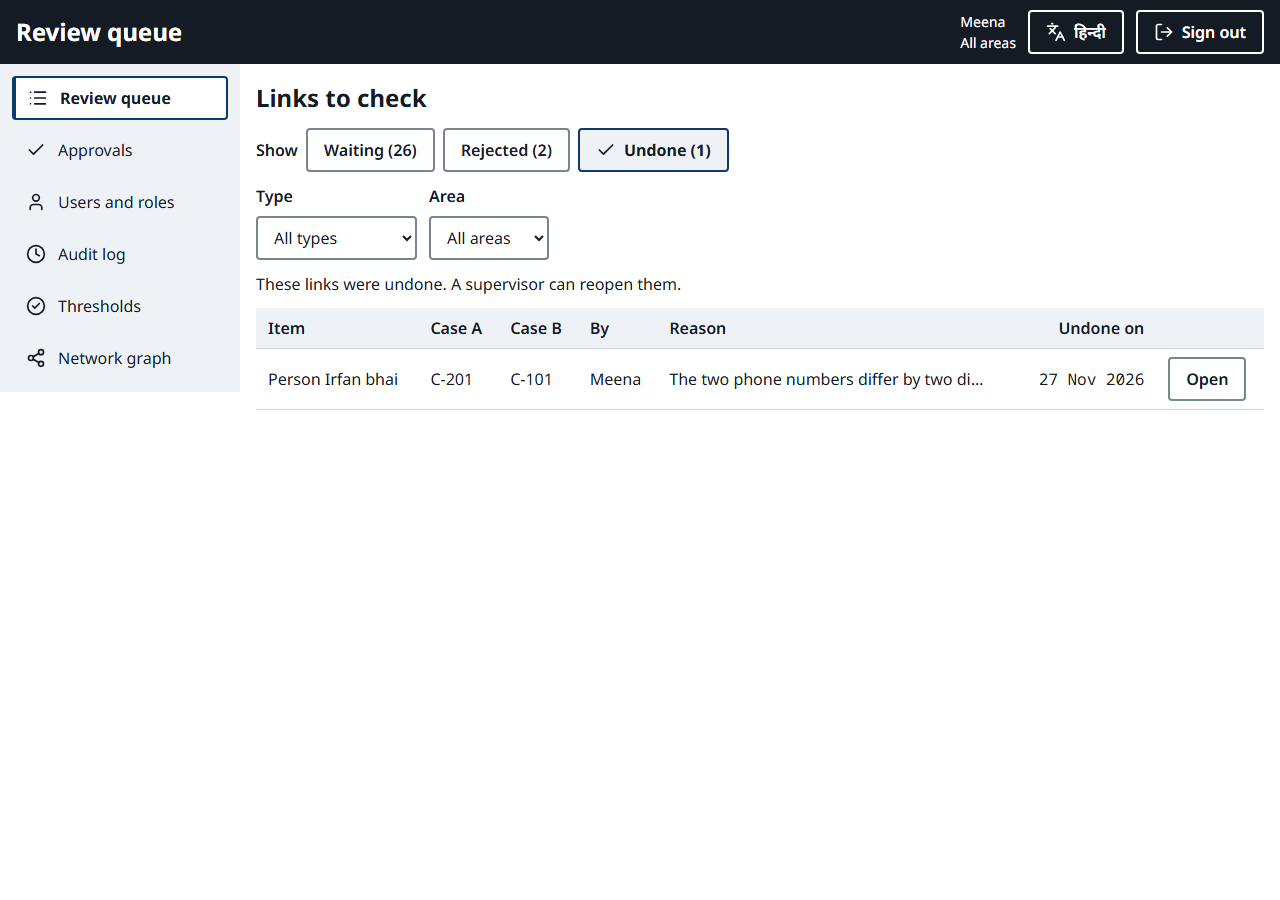 Review queue
Meena
All areas
हिन्दी
Sign out
Review queue
Approvals
Users and roles
Audit log
Thresholds
Network graph
Links to check
Show Waiting (26) Rejected (2) Undone (1)
Type Area
All types All areas
These links were undone. A supervisor can reopen them.
Item Case A Case B By Reason Undone on
Person Irfan bhai C-201 C-101 Meena The two phone numbers differ by two di... 27 Nov 2026 Open